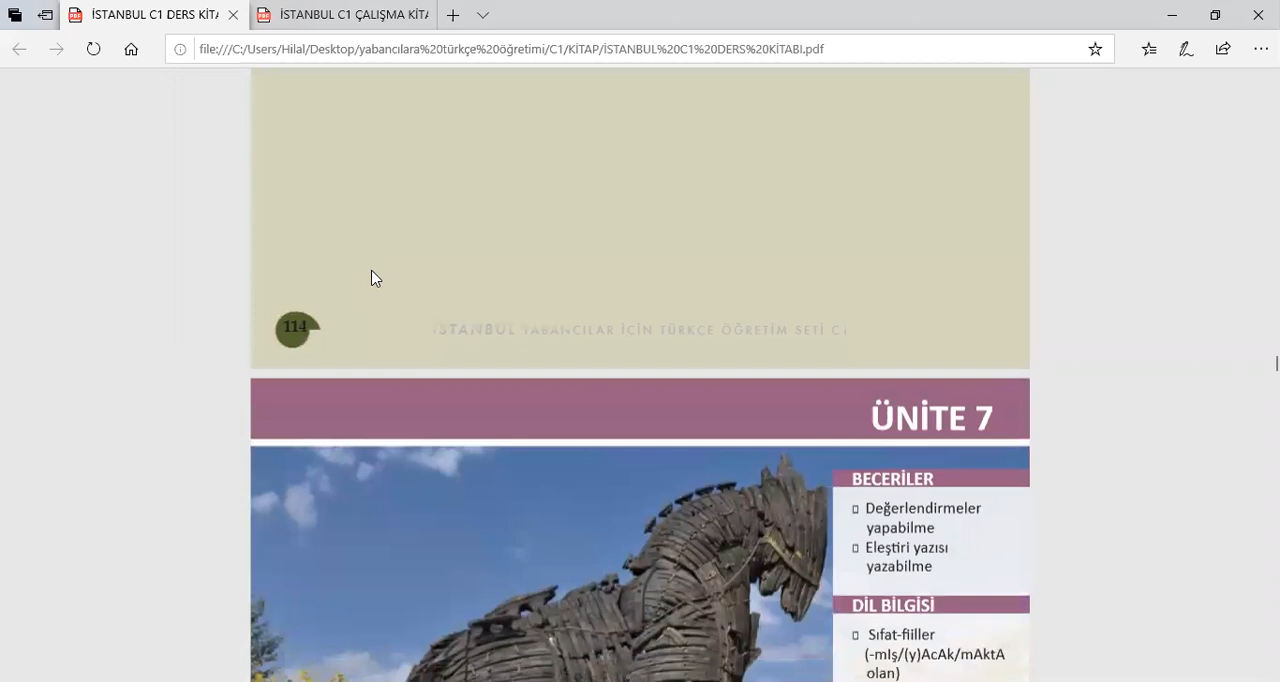 İSTANBUL C1 DERS KİTA
İSTANBUL C1 ÇALIŞMA KİTA
file:///C:/Users/Hilal/Desktop/yabancılara%20türkçe%20öğretimi/C1/KİTAP/İSTANBUL%20C1%20DERS%20KİTABI.pdf
114
İSTANBUL YABANCILAR İÇİN TÜRKÇE ÖĞRETİM SETİ C1
ÜNİTE 7
BECERİLER
Değerlendirmeler
yapabilme
Eleştiri yazısı
yazabilme
DİL BİLGİSİ
Sıfat-fiiller
(-mIş/(y)AcAk/mAktA
olan)